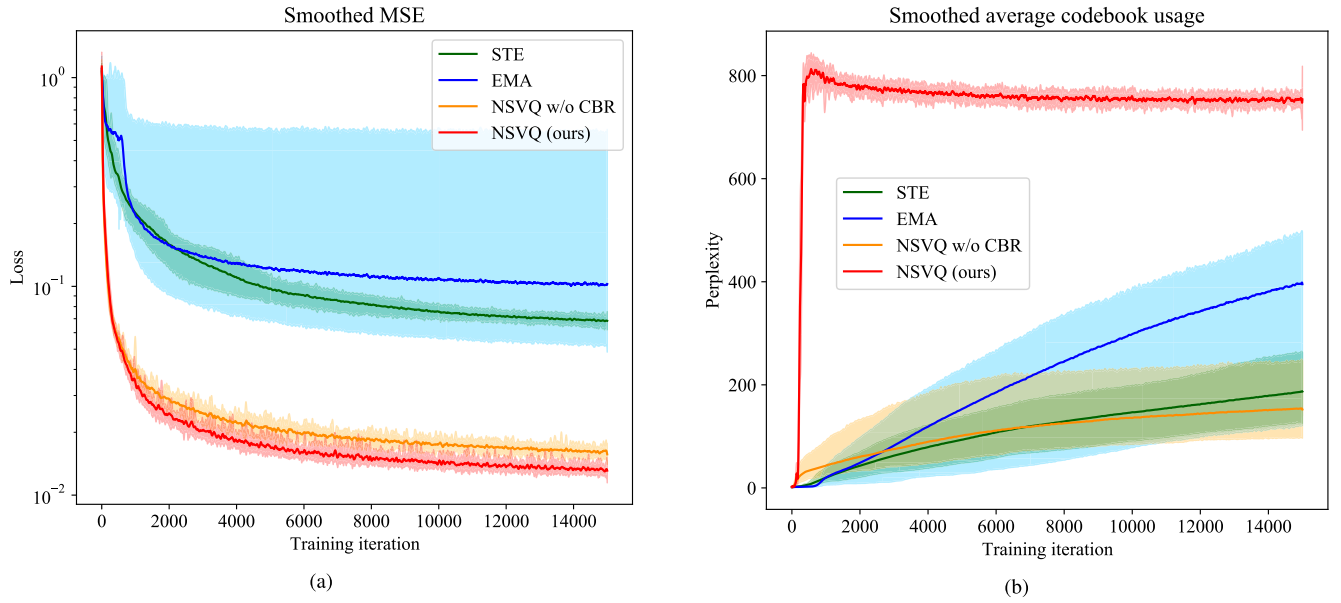 Smoothed MSE
10⁰
10⁻¹
10⁻²
Loss
STE
EMA
NSVQ w/o CBR
NSVQ (ours)
0 2000 4000 6000 8000 10000 12000 14000
Training iteration
(a)
Smoothed average codebook usage
800
600
400
200
0
Perplexity
STE
EMA
NSVQ w/o CBR
NSVQ (ours)
0 2000 4000 6000 8000 10000 12000 14000
Training iteration
(b)